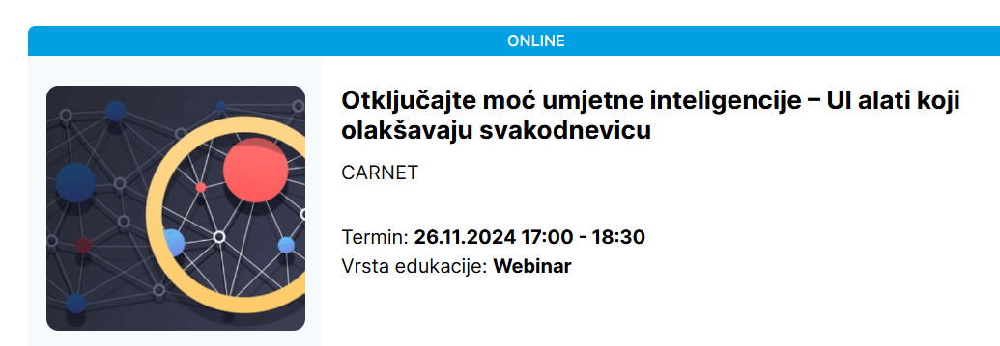 ONLINE
Otključajte moć umjetne inteligencije – UI alati koji
olakšavaju svakodnevicu
CARNET
Termin: 26.11.2024 17:00 - 18:30
Vrsta edukacije: Webinar